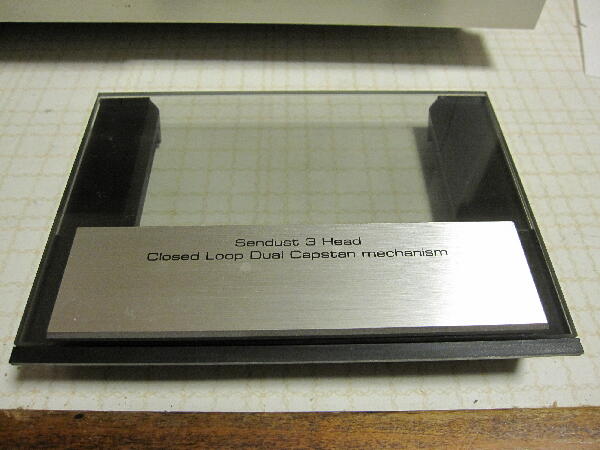 Sendust 3 Head
Closed Loop Dual Capstan mechanism